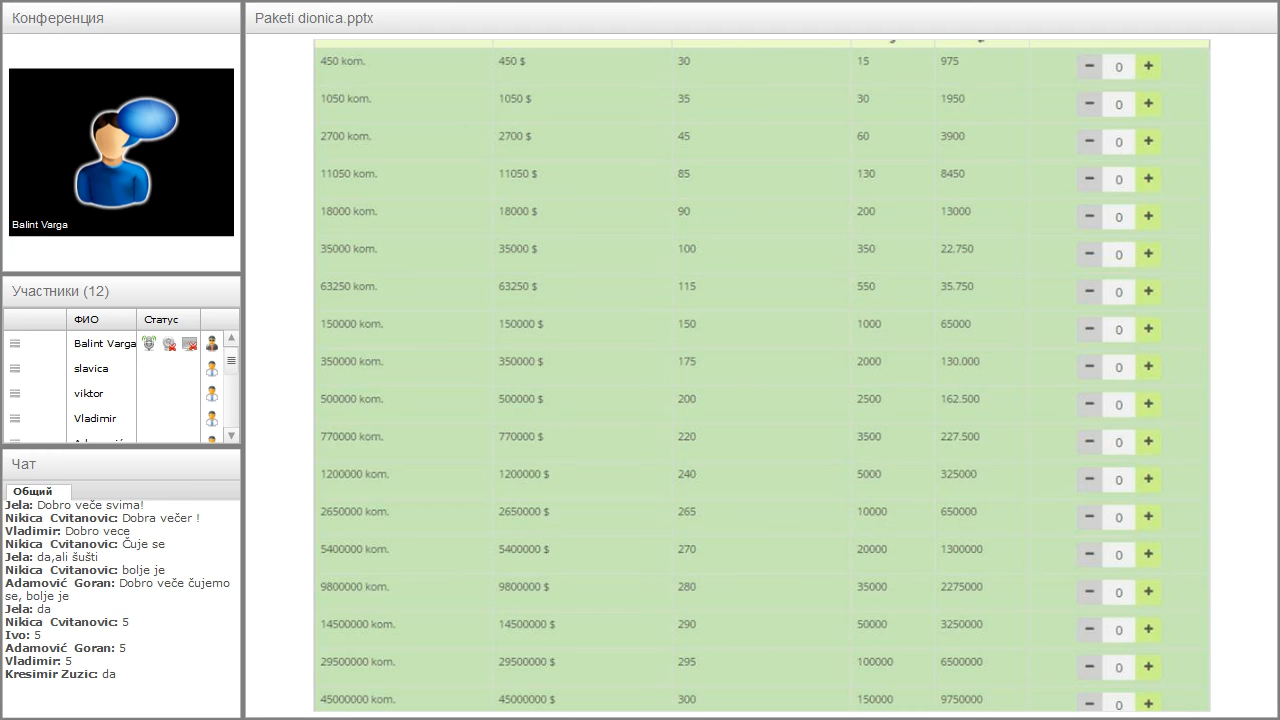 Конференция
Balint Varga
Участники (12)
ФИО Статус
Balint Varga
slavica
viktor
Vladimir
Чат
Общий
Jela: Dobro veče svima!
Nikica Cvitanovic: Dobra večer !
Vladimir: Dobro vece
Nikica Cvitanovic: Čuje se
Jela: da,ali šušti
Nikica Cvitanovic: bolje je
Adamović Goran: Dobro veče čujemo
se, bolje je
Jela: da
Nikica Cvitanovic: 5
Ivo: 5
Adamović Goran: 5
Vladimir: 5
Kresimir Zuzic: da
Paketi dionica.pptx
450 kom. 450 $ 30 15 975 − 0 +
1050 kom. 1050 $ 35 30 1950 − 0 +
2700 kom. 2700 $ 45 60 3900 − 0 +
11050 kom. 11050 $ 85 130 8450 − 0 +
18000 kom. 18000 $ 90 200 13000 − 0 +
35000 kom. 35000 $ 100 350 22.750 − 0 +
63250 kom. 63250 $ 115 550 35.750 − 0 +
150000 kom. 150000 $ 150 1000 65000 − 0 +
350000 kom. 350000 $ 175 2000 130.000 − 0 +
500000 kom. 500000 $ 200 2500 162.500 − 0 +
770000 kom. 770000 $ 220 3500 227.500 − 0 +
1200000 kom. 1200000 $ 240 5000 325000 − 0 +
2650000 kom. 2650000 $ 265 10000 650000 − 0 +
5400000 kom. 5400000 $ 270 20000 1300000 − 0 +
9800000 kom. 9800000 $ 280 35000 2275000 − 0 +
14500000 kom. 14500000 $ 290 50000 3250000 − 0 +
29500000 kom. 29500000 $ 295 100000 6500000 − 0 +
45000000 kom. 45000000 $ 300 150000 9750000 − 0 +